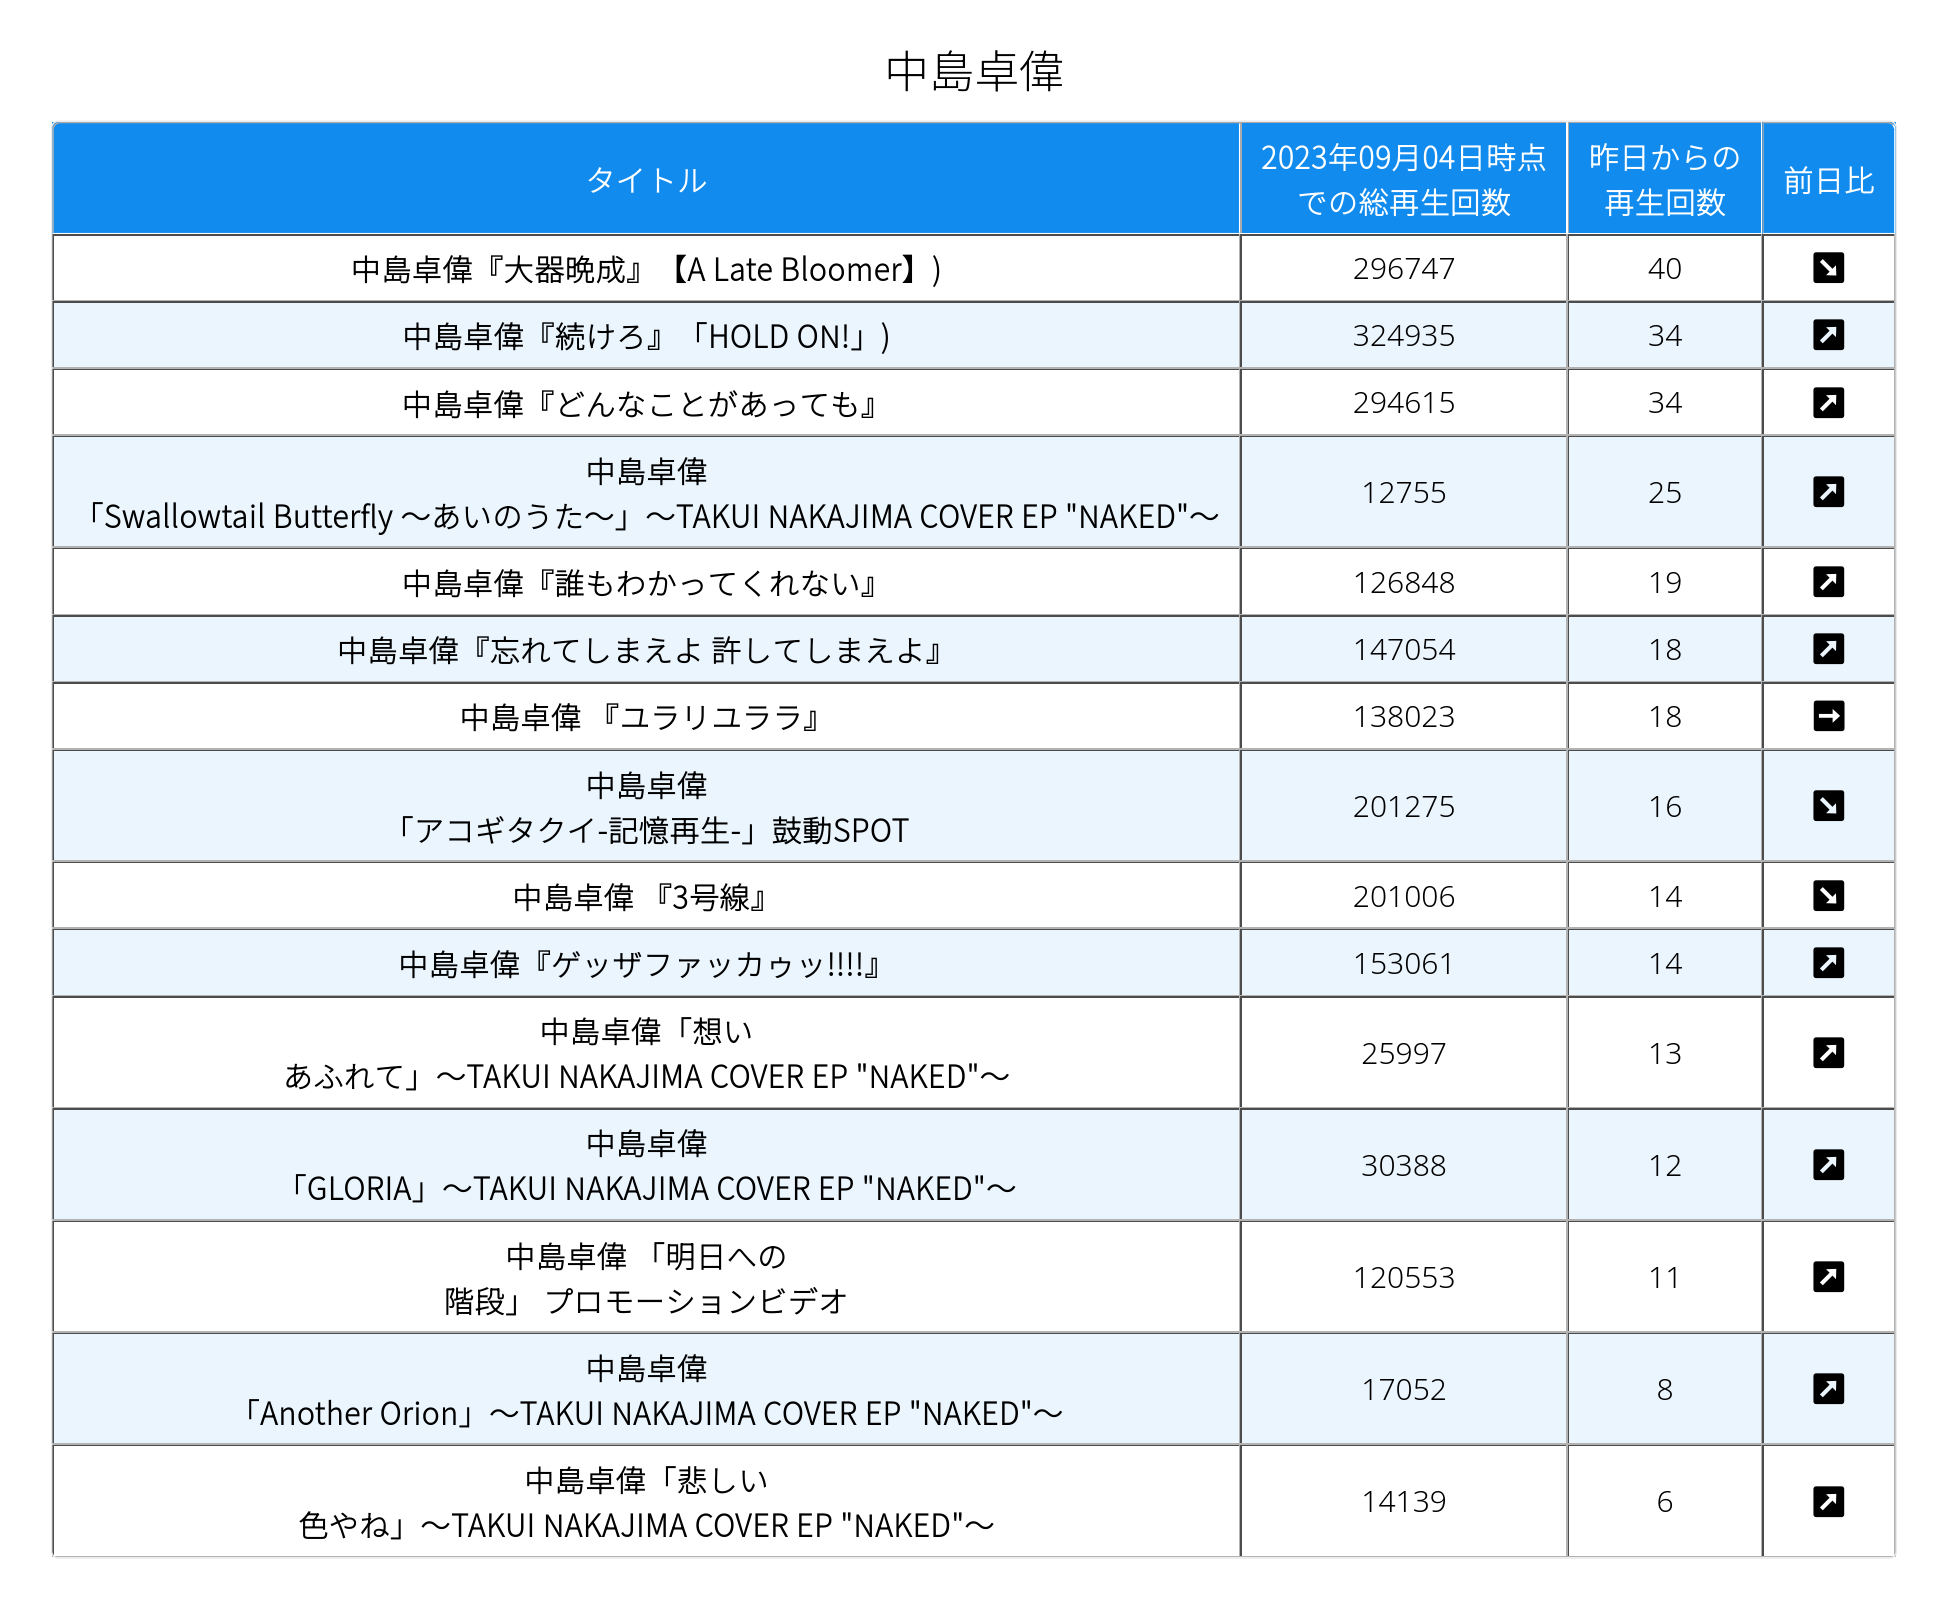 中島卓偉
タイトル
2023年09月04日時点
での総再生回数
昨日からの
再生回数
前日比
中島卓偉『大器晩成』【A Late Bloomer】)
296747
40
中島卓偉『続けろ』「HOLD ON!」)
324935
34
中島卓偉『どんなことがあっても』
294615
34
中島卓偉
「Swallowtail Butterfly ～あいのうた～」～TAKUI NAKAJIMA COVER EP "NAKED"～
12755
25
中島卓偉『誰もわかってくれない』
126848
19
中島卓偉『忘れてしまえよ 許してしまえよ』
147054
18
中島卓偉 『ユラリユララ』
138023
18
中島卓偉
「アコギタクイ-記憶再生-」鼓動SPOT
201275
16
中島卓偉 『3号線』
201006
14
中島卓偉『ゲッザファッカゥッ!!!!』
153061
14
中島卓偉「想い
あふれて」～TAKUI NAKAJIMA COVER EP "NAKED"～
25997
13
中島卓偉
「GLORIA」～TAKUI NAKAJIMA COVER EP "NAKED"～
30388
12
中島卓偉 「明日への
階段」 プロモーションビデオ
120553
11
中島卓偉
「Another Orion」～TAKUI NAKAJIMA COVER EP "NAKED"～
17052
8
中島卓偉「悲しい
色やね」～TAKUI NAKAJIMA COVER EP "NAKED"～
14139
6